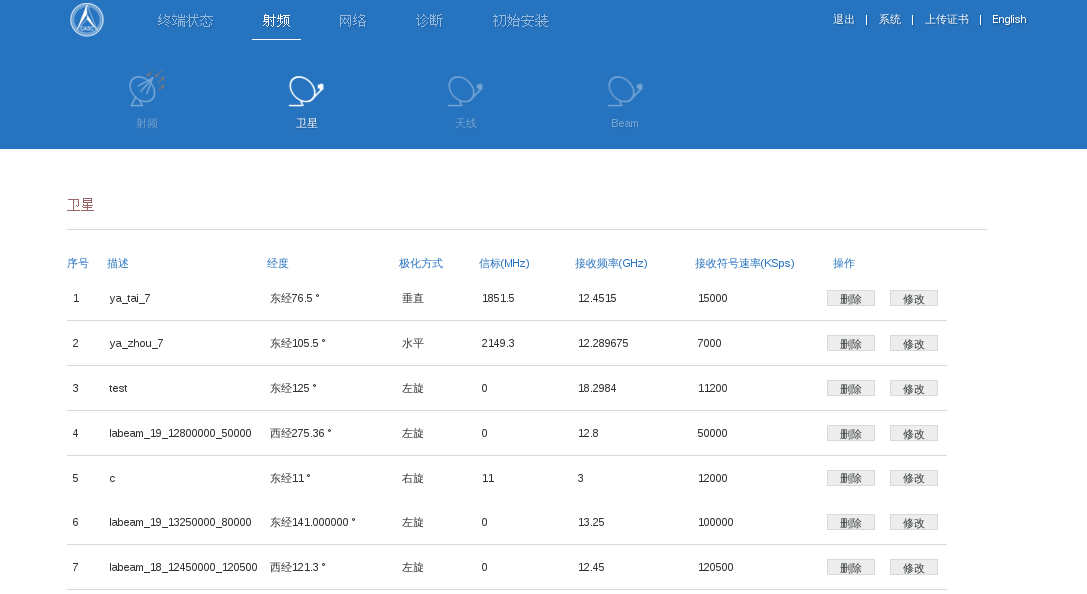 终端状态 射频 网络 诊断 初始安装 退出 | 系统 | 上传证书 | English
射频 卫星 天线 Beam
卫星
序号 描述 经度 极化方式 信标(MHz) 接收频率(GHz) 接收符号速率(KSps) 操作
1 ya_tai_7 东经76.5 ° 垂直 1851.5 12.4515 15000 删除 修改
2 ya_zhou_7 东经105.5 ° 水平 2149.3 12.289675 7000 删除 修改
3 test 东经125 ° 左旋 0 18.2984 11200 删除 修改
4 labeam_19_12800000_50000 西经275.36 ° 左旋 0 12.8 50000 删除 修改
5 c 东经11 ° 右旋 11 3 12000 删除 修改
6 labeam_19_13250000_80000 东经141.000000 ° 左旋 0 13.25 100000 删除 修改
7 labeam_18_12450000_120500 西经121.3 ° 左旋 0 12.45 120500 删除 修改